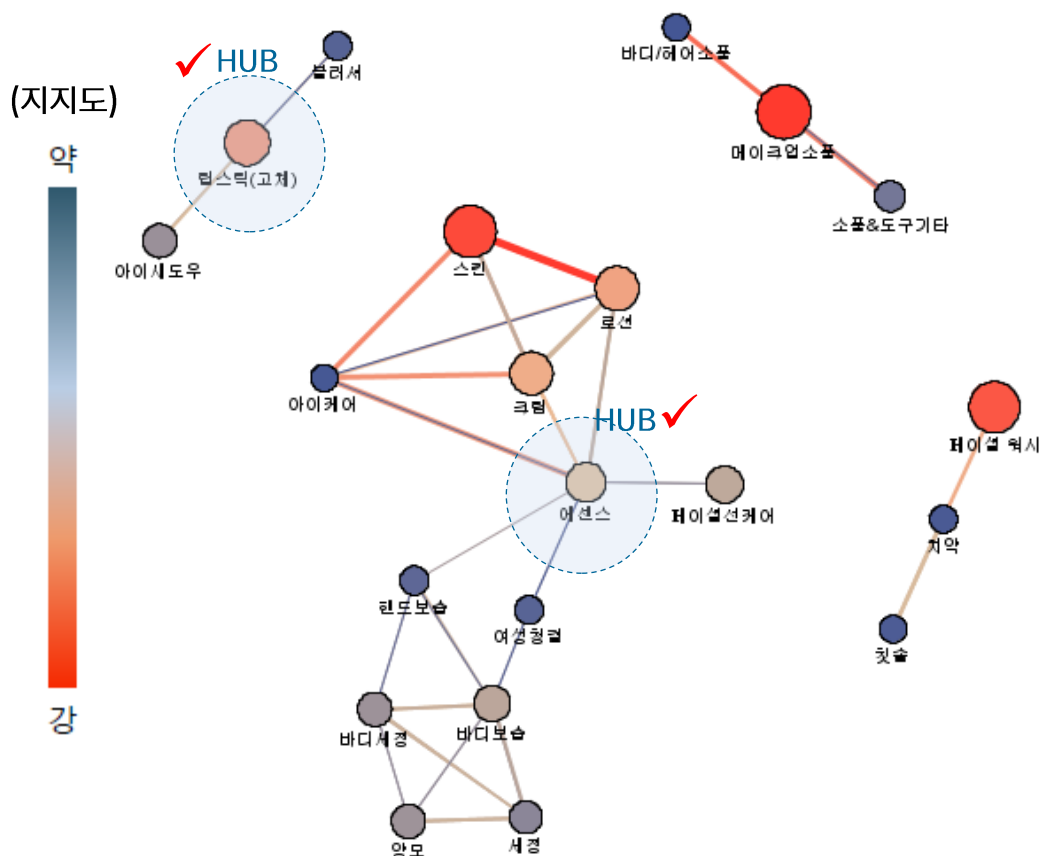 HUB
블러셔
(지지도)
약
립스틱(고체)
아이섀도우
바디/헤어소품
메이크업소품
소품&도구기타
스킨
로션
아이케어
크림
HUB
에센스
페이셜선케어
페이셜 워시
치약
칫솔
핸드보습
여성청결
바디세정
바디보습
양모
세정
강